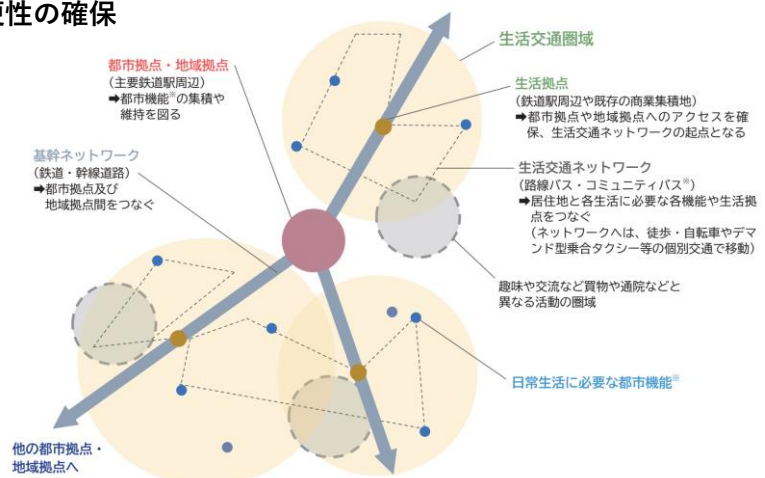 性の確保
都市拠点・地域拠点
(主要鉄道駅周辺)
➡都市機能※の集積や
維持を図る
基幹ネットワーク
(鉄道・幹線道路)
➡都市拠点及び
地域拠点間をつなぐ
生活交通圏域
生活拠点
(鉄道駅周辺や既存の商業集積地)
➡都市拠点や地域拠点へのアクセスを確
保、生活交通ネットワークの起点となる
生活交通ネットワーク
(路線バス・コミュニティバス※)
➡居住地と各生活に必要な各機能や生活拠
点をつなぐ
(ネットワークへは、徒歩・自転車やデマ
ンド型乗合タクシー等の個別交通で移動)
趣味や交流など買物や通院などと
異なる活動の圏域
日常生活に必要な都市機能※
他の都市拠点・
地域拠点へ